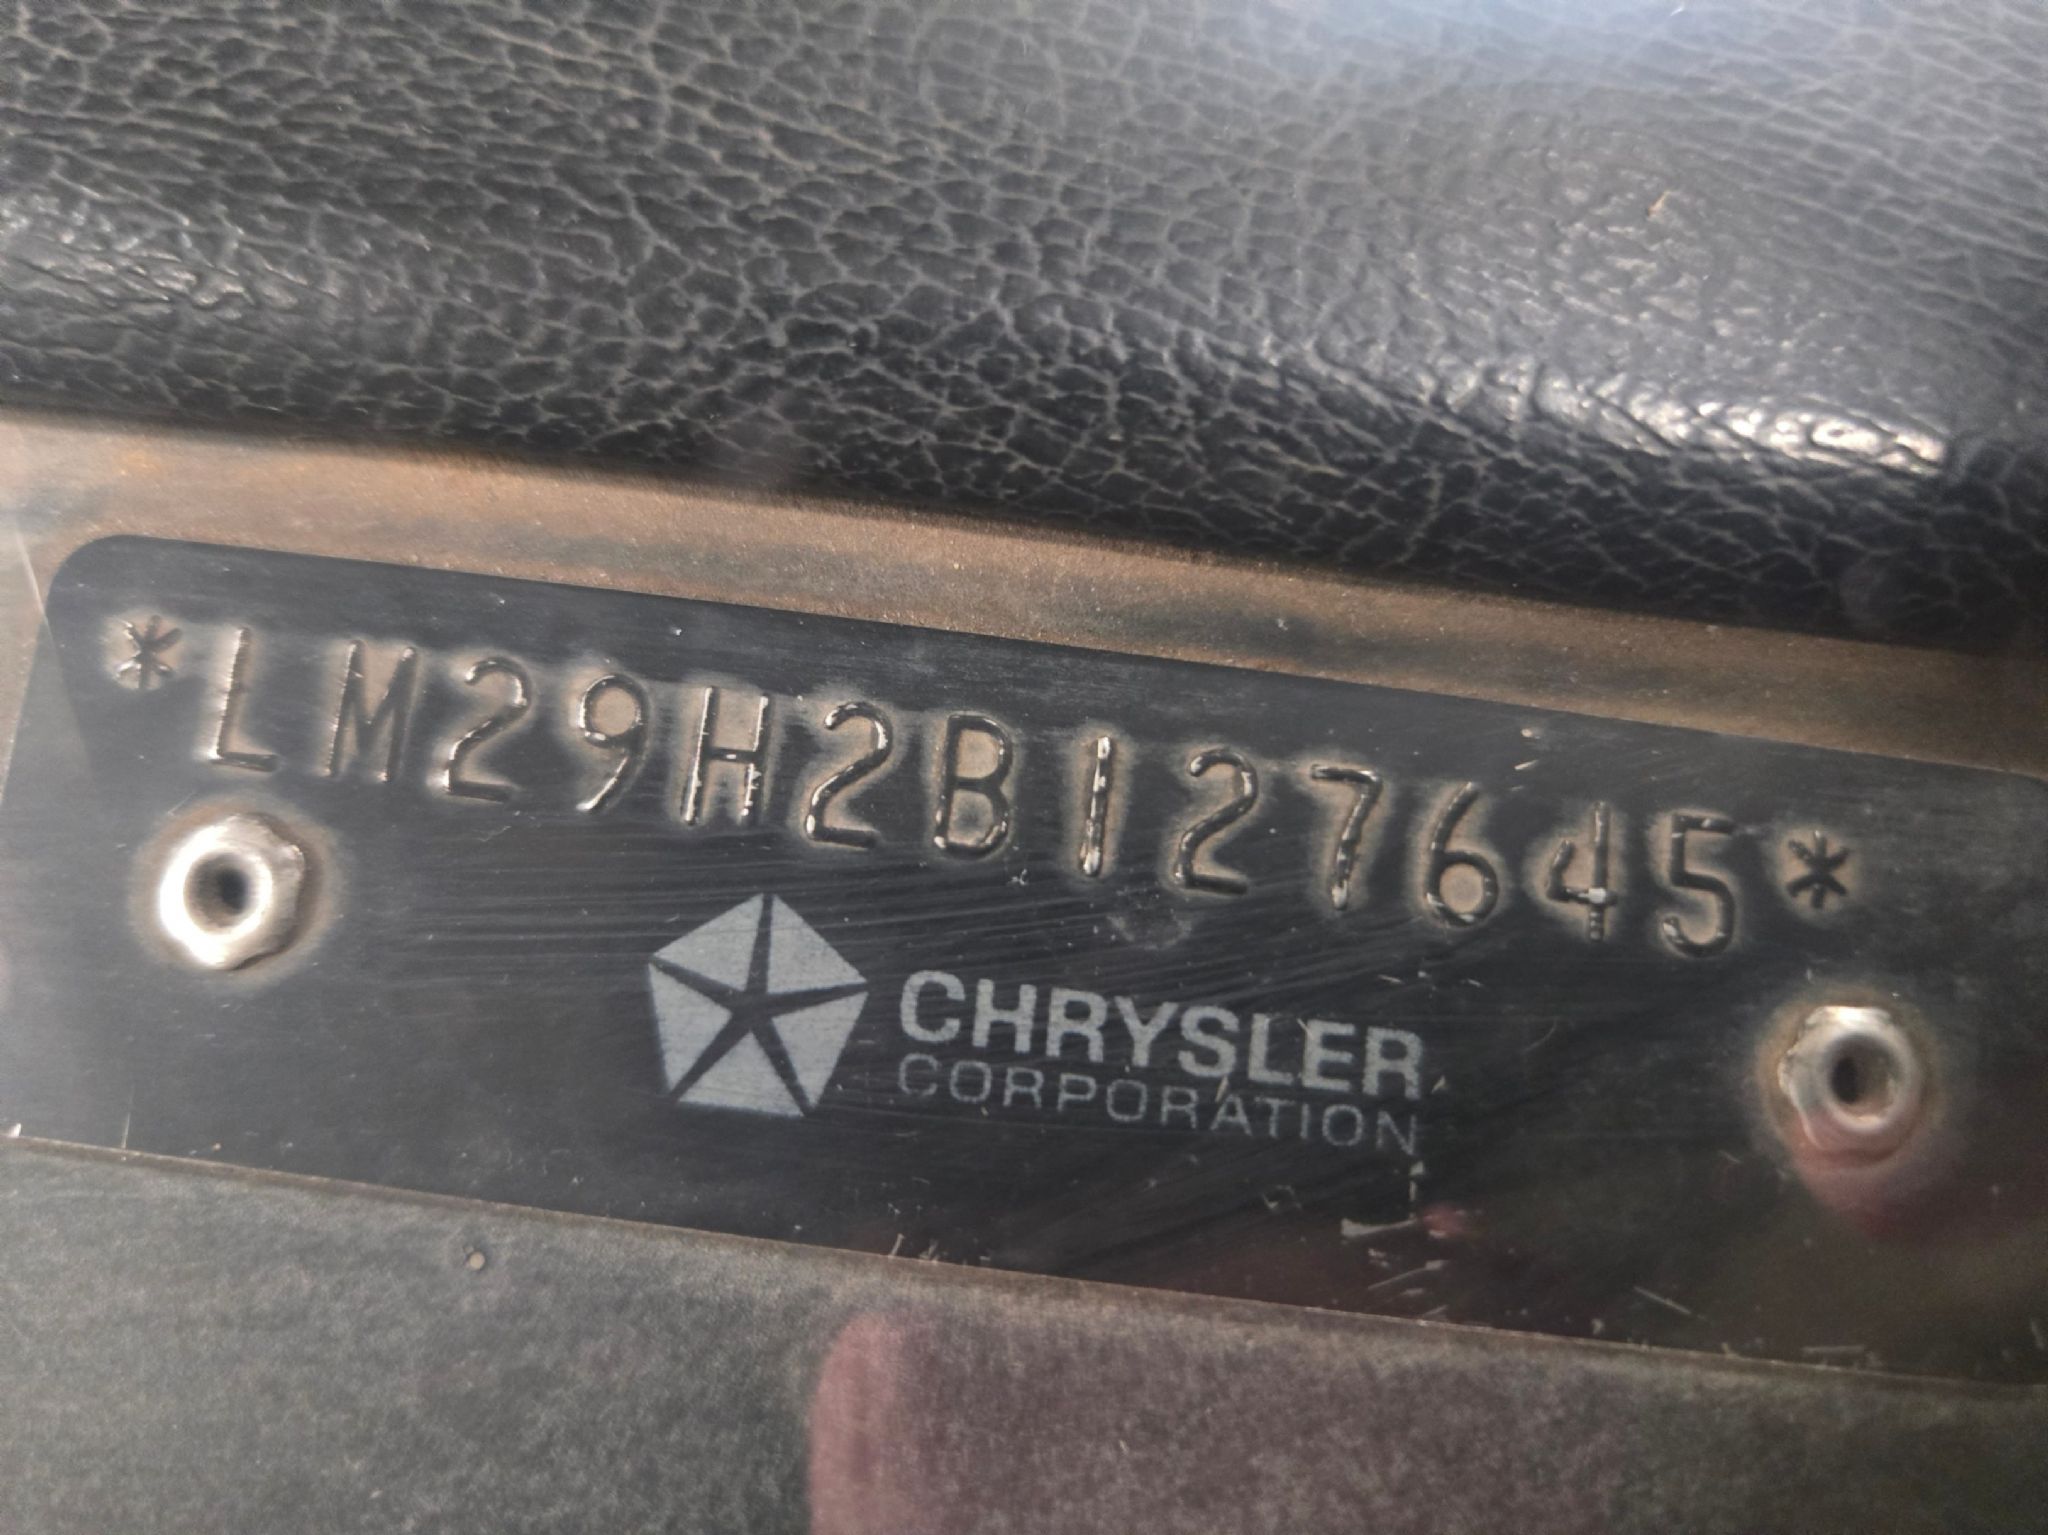 *LM29H2B127645*
CHRYSLER
CORPORATION